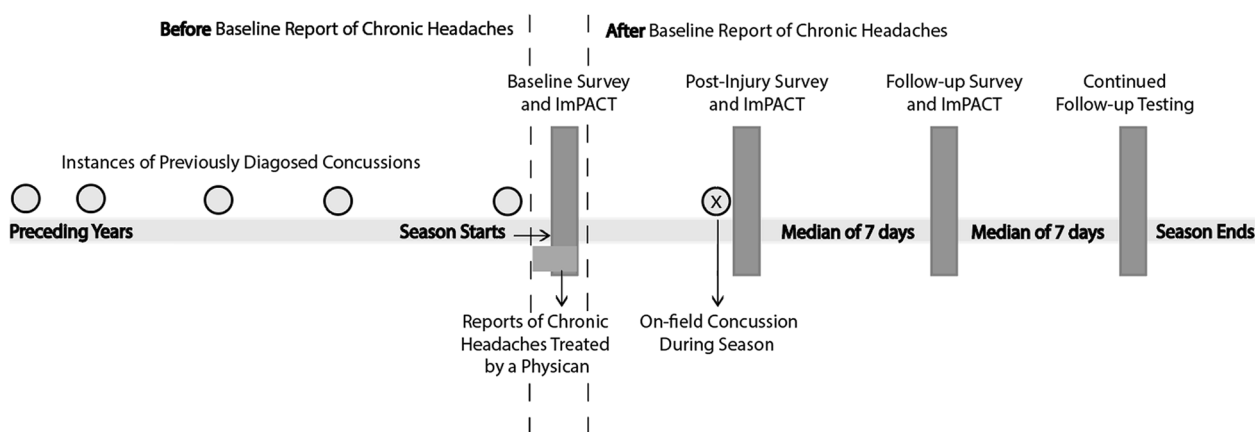 Before Baseline Report of Chronic Headaches
After Baseline Report of Chronic Headaches
Baseline Survey
and ImPACT
Post-Injury Survey
and ImPACT
Follow-up Survey
and ImPACT
Continued
Follow-up Testing
Instances of Previously Diagosed Concussions
X
Preceding Years
Season Starts
Median of 7 days
Median of 7 days
Season Ends
Reports of Chronic
Headaches Treated
by a Physican
On-field Concussion
During Season